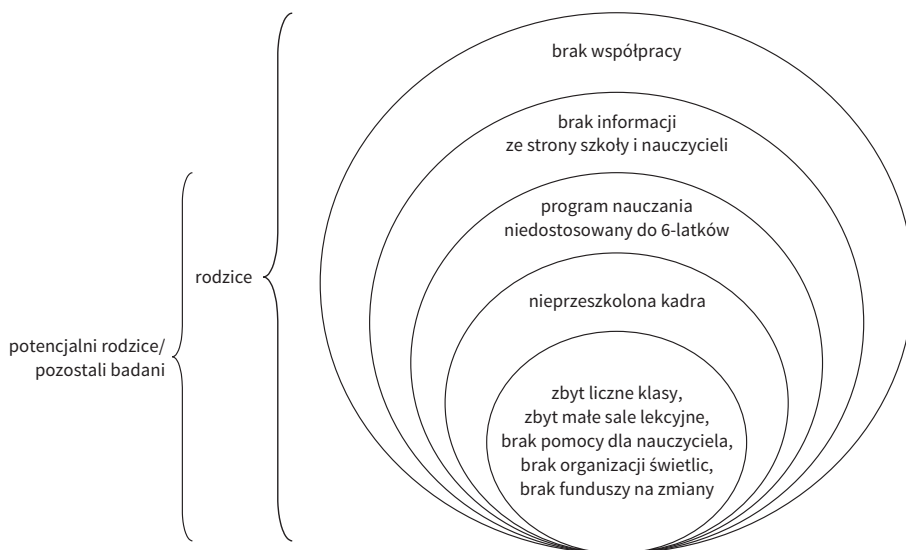 brak współpracy
brak informacji
ze strony szkoły i nauczycieli
program nauczania
niedostosowany do 6-latków
rodzice
nieprzeszkolona kadra
potencjalni rodzice/
pozostali badani
zbyt liczne klasy,
zbyt małe sale lekcyjne,
brak pomocy dla nauczyciela,
brak organizacji świetlic,
brak funduszy na zmiany